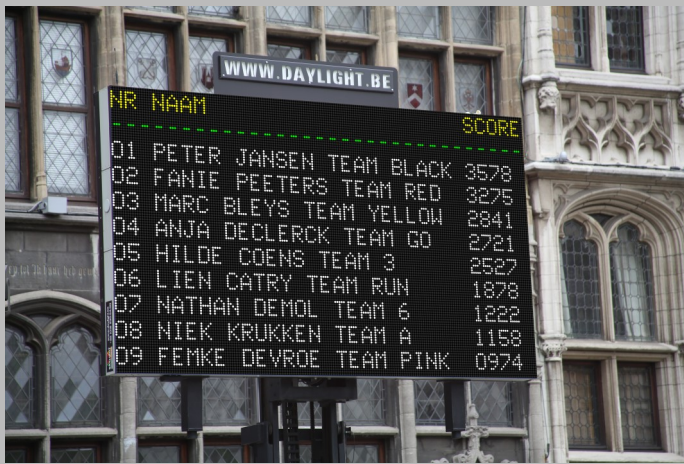 WWW.DAYLIGHT.BE
NR NAAM SCORE
01 PETER JANSEN TEAM BLACK 3578
02 FANIE PEETERS TEAM RED 3275
03 MARC BLEYS TEAM YELLOW 2841
04 ANJA DECLERCK TEAM GO 2721
05 HILDE COENS TEAM 3 2527
06 LIEN CATRY TEAM RUN 1878
07 NATHAN DEMOL TEAM 6 1222
08 NIEK KRUKKEN TEAM A 1158
09 FEMKE DEVROE TEAM PINK 0974